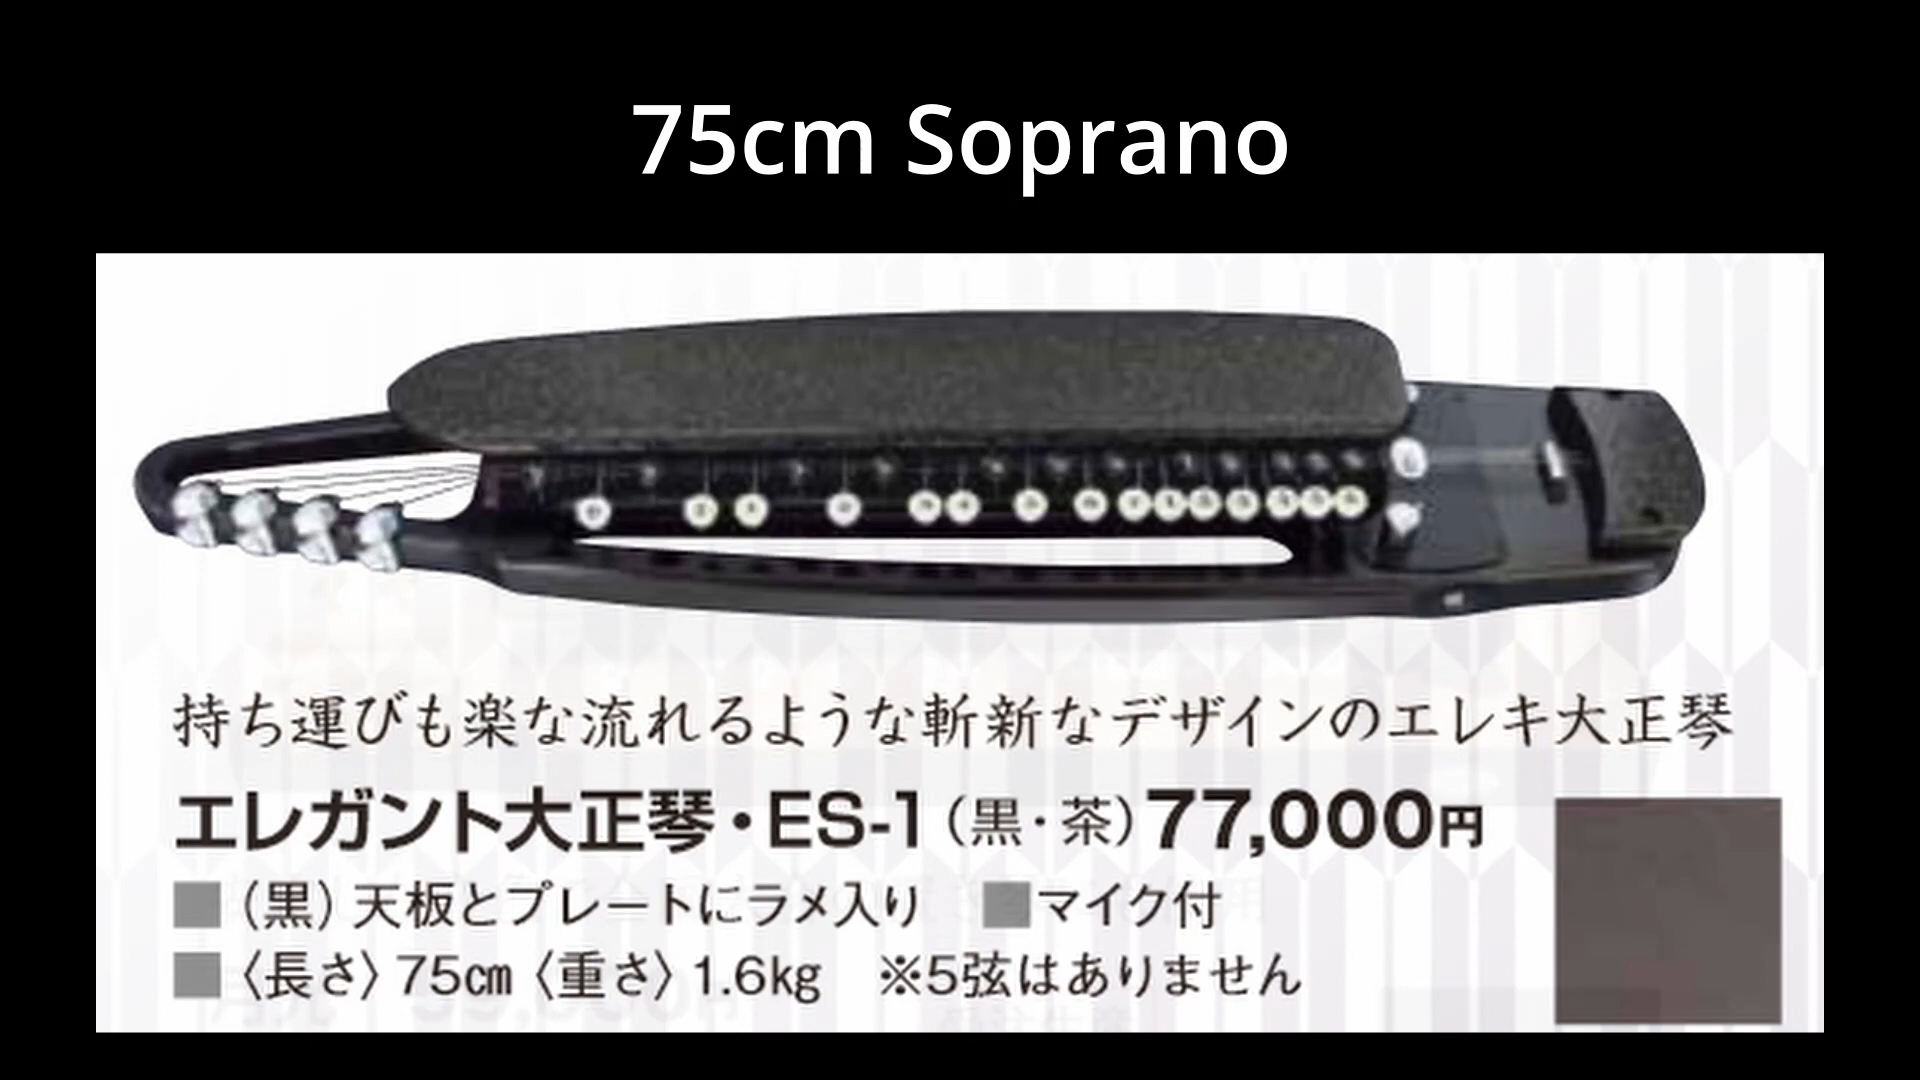 75cm Soprano
持ち運びも楽な流れるような斬新なデザインのエレキ大正琴
エレガント大正琴・ES-1（黒・茶）77,000円
■（黒）天板とプレートにラメ入り ■マイク付
■〈長さ〉75㎝〈重さ〉1.6kg ※5弦はありません